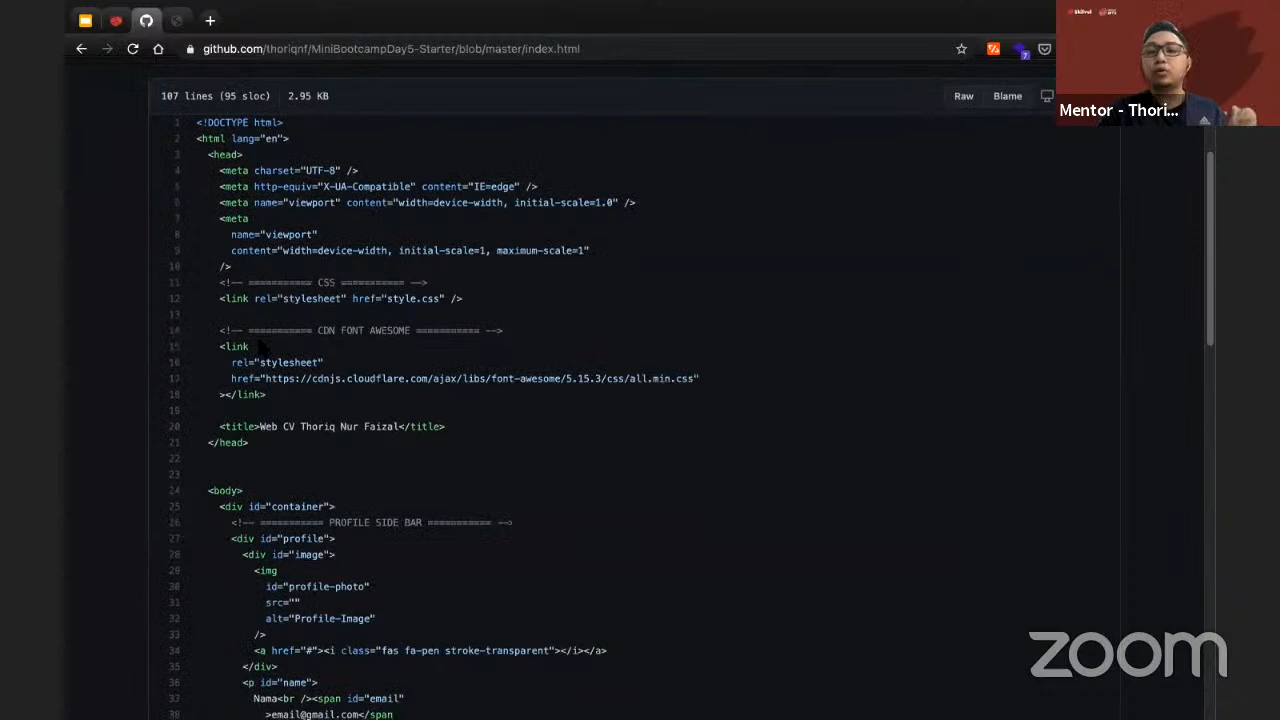 github.com/thoriqnf/MiniBootcampDay5-Starter/blob/master/index.html
7
Skilvul
Mentor - Thori...
107 lines (95 sloc) 2.95 KB
Raw Blame
1 <!DOCTYPE html>
2 <html lang="en">
3 <head>
4 <meta charset="UTF-8" />
5 <meta http-equiv="X-UA-Compatible" content="IE=edge" />
6 <meta name="viewport" content="width=device-width, initial-scale=1.0" />
7 <meta
8 name="viewport"
9 content="width=device-width, initial-scale=1, maximum-scale=1"
10 />
11 <!-- =========== CSS =========== -->
12 <link rel="stylesheet" href="style.css" />
13
14 <!-- =========== CDN FONT AWESOME =========== -->
15 <link
16 rel="stylesheet"
17 href="https://cdnjs.cloudflare.com/ajax/libs/font-awesome/5.15.3/css/all.min.css"
18 ></link>
19
20 <title>Web CV Thoriq Nur Faizal</title>
21 </head>
22
23
24 <body>
25 <div id="container">
26 <!-- =========== PROFILE SIDE BAR =========== -->
27 <div id="profile">
28 <div id="image">
29 <img
30 id="profile-photo"
31 src=""
32 alt="Profile-Image"
33 />
34 <a href="#"><i class="fas fa-pen stroke-transparent"></i></a>
35 </div>
36 <p id="name">
37 Nama<br /><span id="email"
38 >email@gmail.com</span
zoom